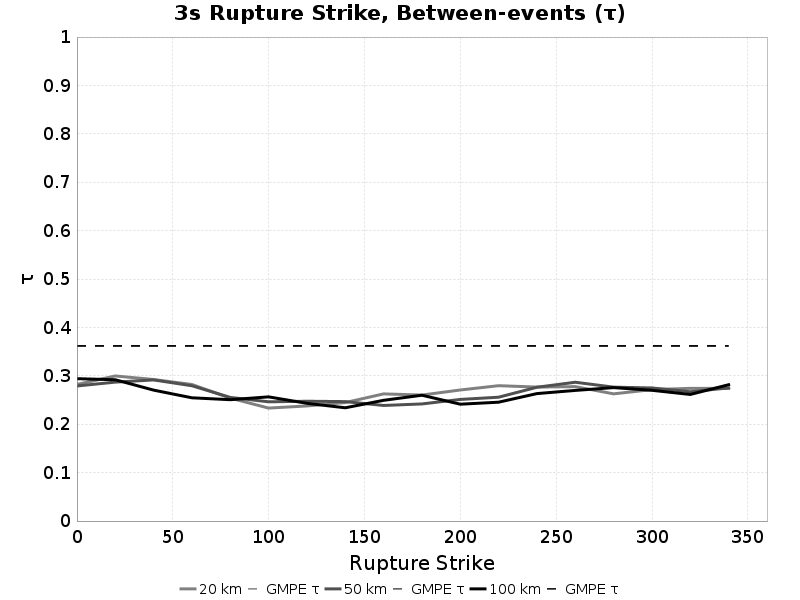 3s Rupture Strike, Between-events (τ)
1
0.9
0.8
0.7
0.6
0.5
0.4
0.3
0.2
0.1
0
τ
0 50 100 150 200 250 300 350
Rupture Strike
20 km GMPE τ 50 km GMPE τ 100 km GMPE τ